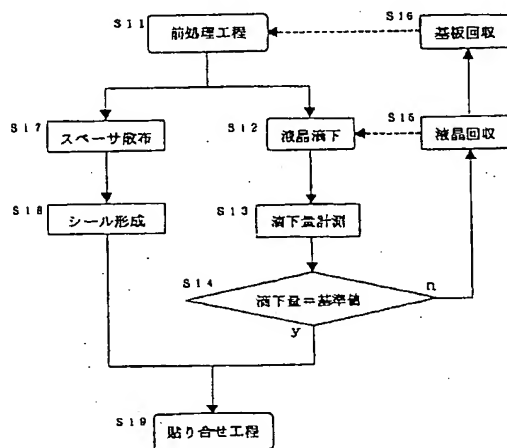 S11
前処理工程
S16
基板回収
S17
スペーサ散布
S12
液晶滴下
S15
液晶回収
S18
シール形成
S13
滴下量計測
S14
滴下量=基準値
n
y
S19
貼り合せ工程